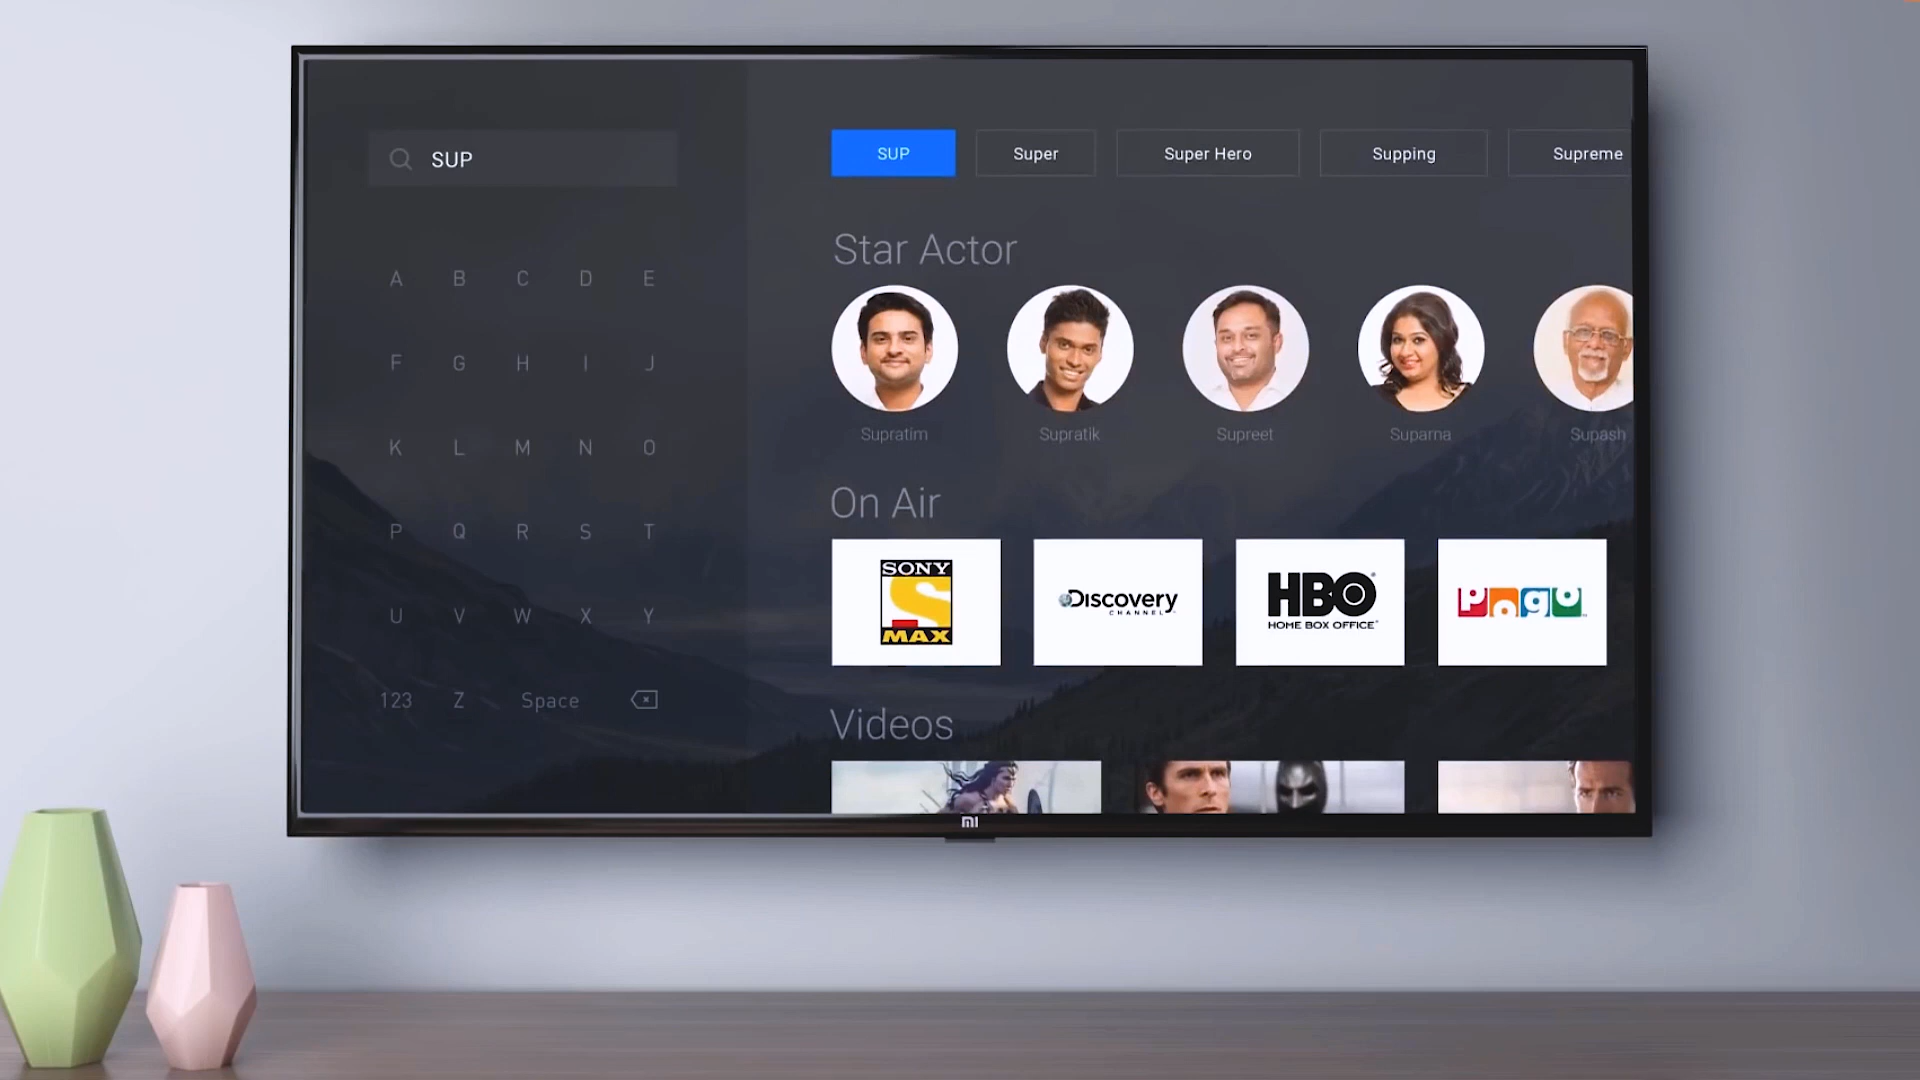 SUP
A B C D E
F G H I J
K L M N O
P Q R S T
U V W X Y
123 Z Space
SUP Super Super Hero Supping Supreme
Star Actor
Supratim Supratik Supreet Suparna Supash
On Air
SONY
S
MAX
Discovery
CHANNEL
HBO
HOME BOX OFFICE
POGO
Videos
mi